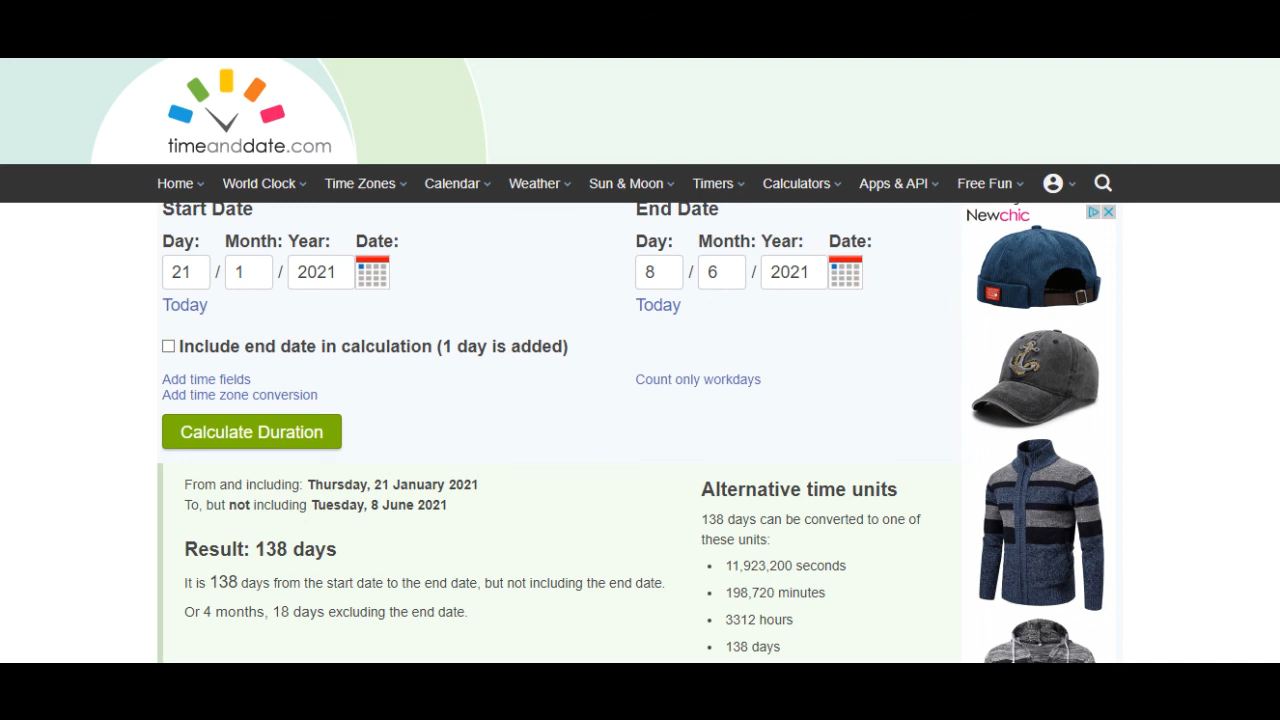 timeanddate.com
Home World Clock Time Zones Calendar Weather Sun & Moon Timers Calculators Apps & API Free Fun
Start Date
End Date
Newchic
Day: Month: Year: Date:
Day: Month: Year: Date:
21 / 1 / 2021
8 / 6 / 2021
Today
Today
Include end date in calculation (1 day is added)
Add time fields
Count only workdays
Add time zone conversion
Calculate Duration
From and including: Thursday, 21 January 2021
To, but not including Tuesday, 8 June 2021
Result: 138 days
It is 138 days from the start date to the end date, but not including the end date.
Or 4 months, 18 days excluding the end date.
Alternative time units
138 days can be converted to one of
these units:
• 11,923,200 seconds
• 198,720 minutes
• 3312 hours
• 138 days